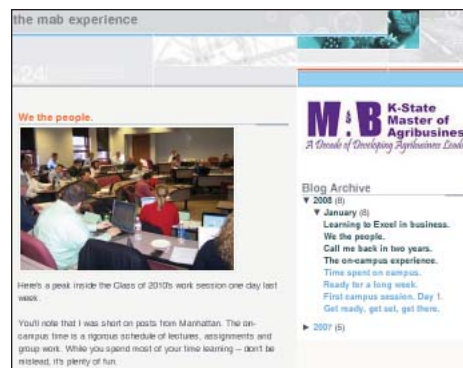 the mab experience
24
We the people.
Here's a peak inside the Class of 2010's work session one day last
week.
You'll note that I was short on posts from Manhattan. The on-
campus time is a rigorous schedule of lectures, assignments and
group work. While you spend most of your time learning -- don't be
mislead, it's plenty of fun.
MAB K-State
Master of
Agribusiness
A Decade of Developing Agribusiness Leade
Blog Archive
▼ 2008 (8)
▼ January (8)
Learning to Excel in business.
We the people.
Call me back in two years.
The on-campus experience.
Time spent on campus.
Ready for a long week.
First campus session. Day 1.
Get ready, get set, get there.
► 2007 (5)